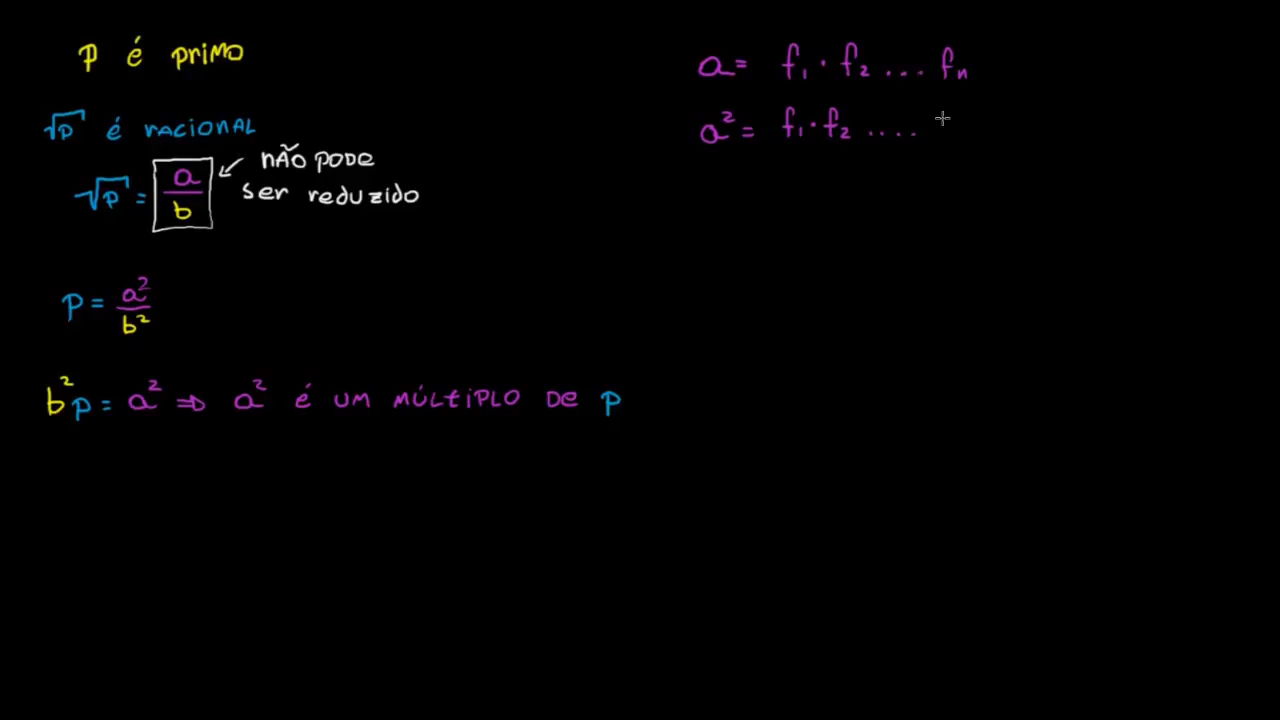 p é primo
√p é racional
√p = a/b
não pode
ser reduzido
p = a²/b²
b²p = a² ⇒ a² é um múltiplo de p
a = f₁ · f₂ ... fₙ
a² = f₁ · f₂ ....